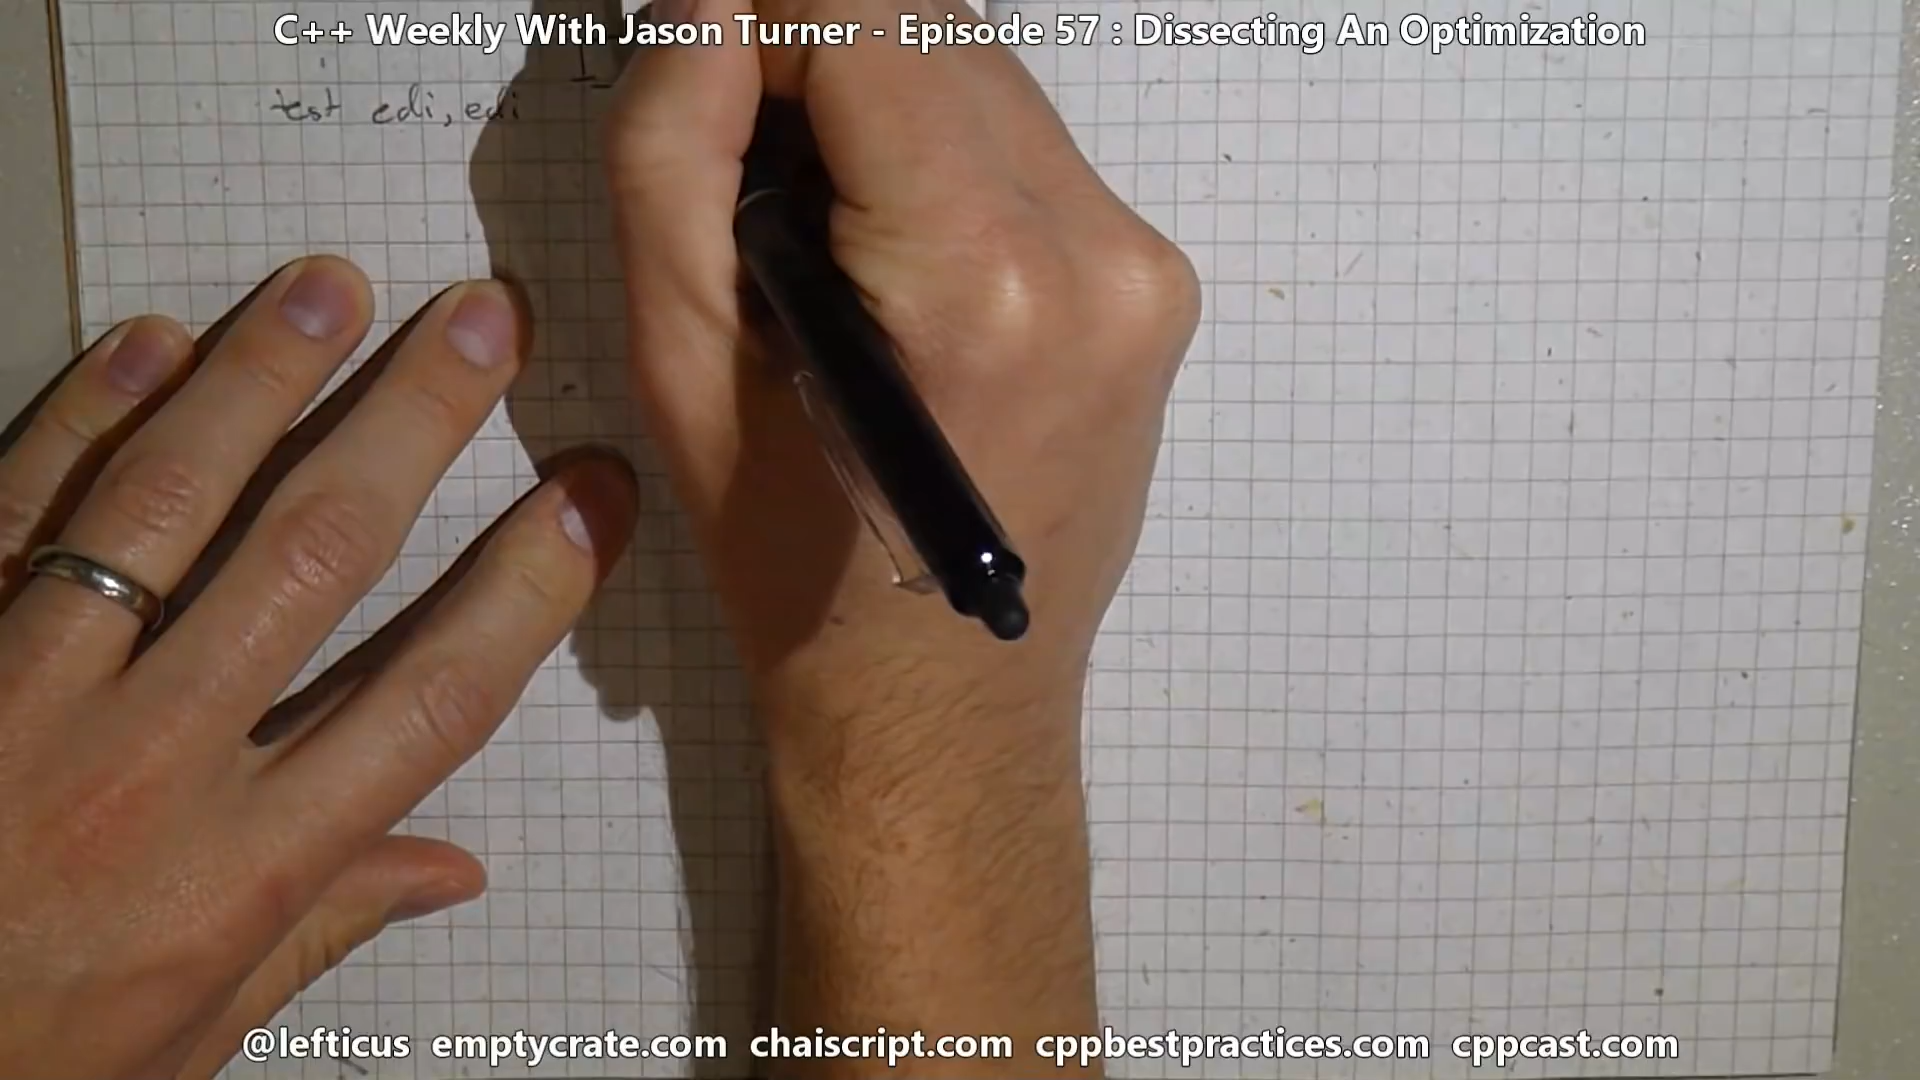 C++ Weekly With Jason Turner - Episode 57 : Dissecting An Optimization
test edi, edi
@lefticus emptycrate.com chaiscript.com cppbestpractices.com cppcast.com